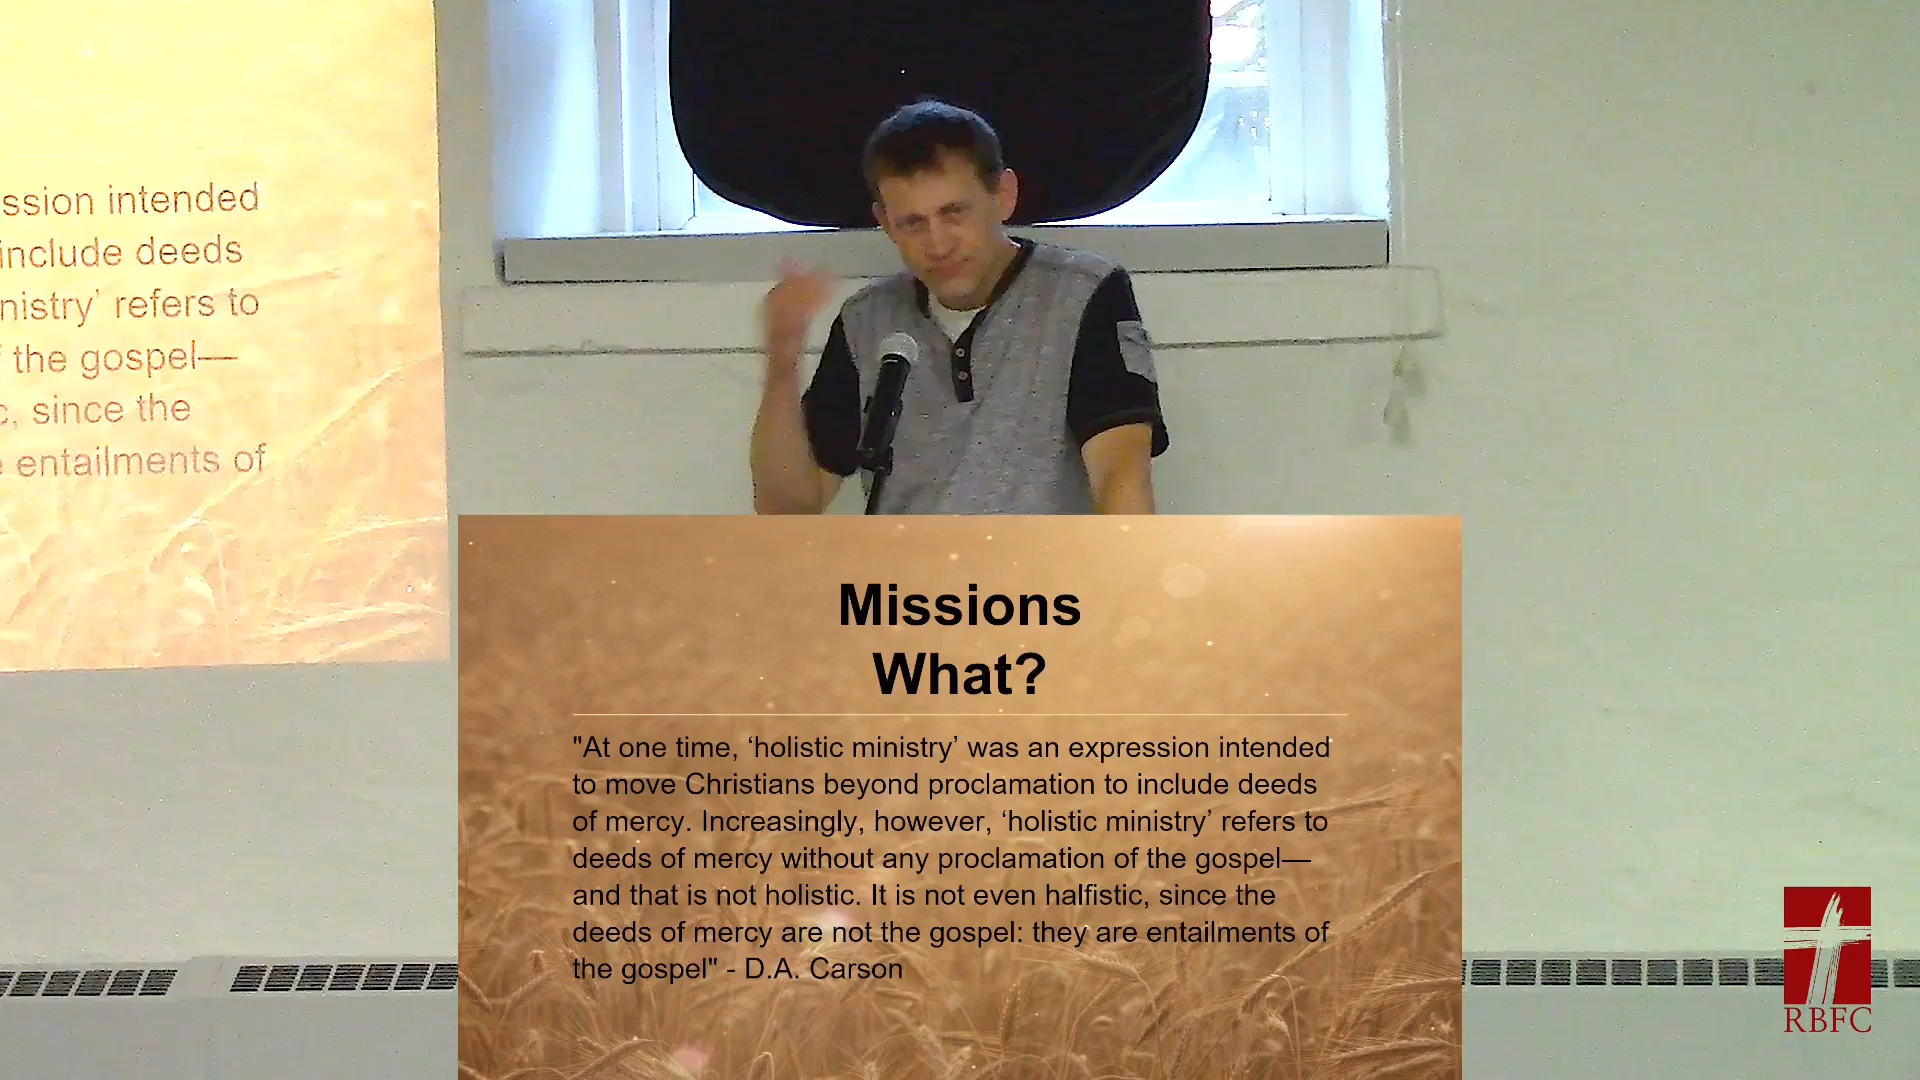 ssion intended
include deeds
nistry’ refers to
the gospel—
c, since the
entailments of
Missions
What?
"At one time, ‘holistic ministry’ was an expression intended
to move Christians beyond proclamation to include deeds
of mercy. Increasingly, however, ‘holistic ministry’ refers to
deeds of mercy without any proclamation of the gospel—
and that is not holistic. It is not even halfistic, since the
deeds of mercy are not the gospel: they are entailments of
the gospel" - D.A. Carson
RBFC